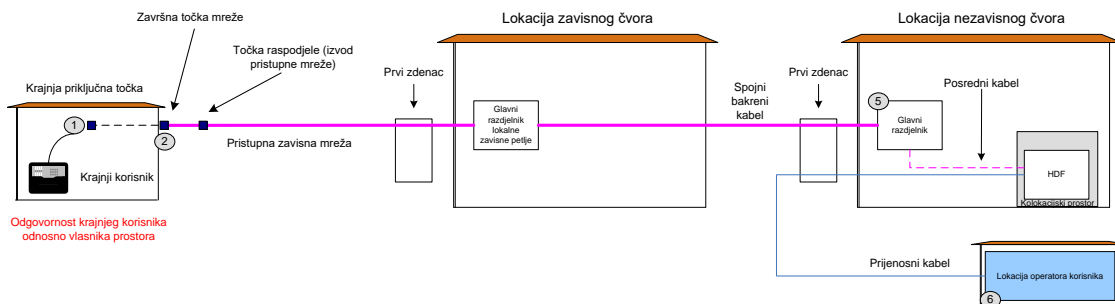 Završna točka mreže
Lokacija zavisnog čvora
Lokacija nezavisnog čvora
Točka raspodjele (izvod
pristupne mreže)
Krajnja priključna točka
Prvi zdenac
Spojni
bakreni
kabel
Prvi zdenac
Posredni kabel
1
2
Pristupna zavisna mreža
Glavni
razdjelnik
lokalne
zavisne petlje
5
Glavni
razdjelnik
HDF
Kolokacijski prostor
Krajnji korisnik
Odgovornost krajnjeg korisnika
odnosno vlasnika prostora
Prijenosni kabel
Lokacija operatora korisnika
6